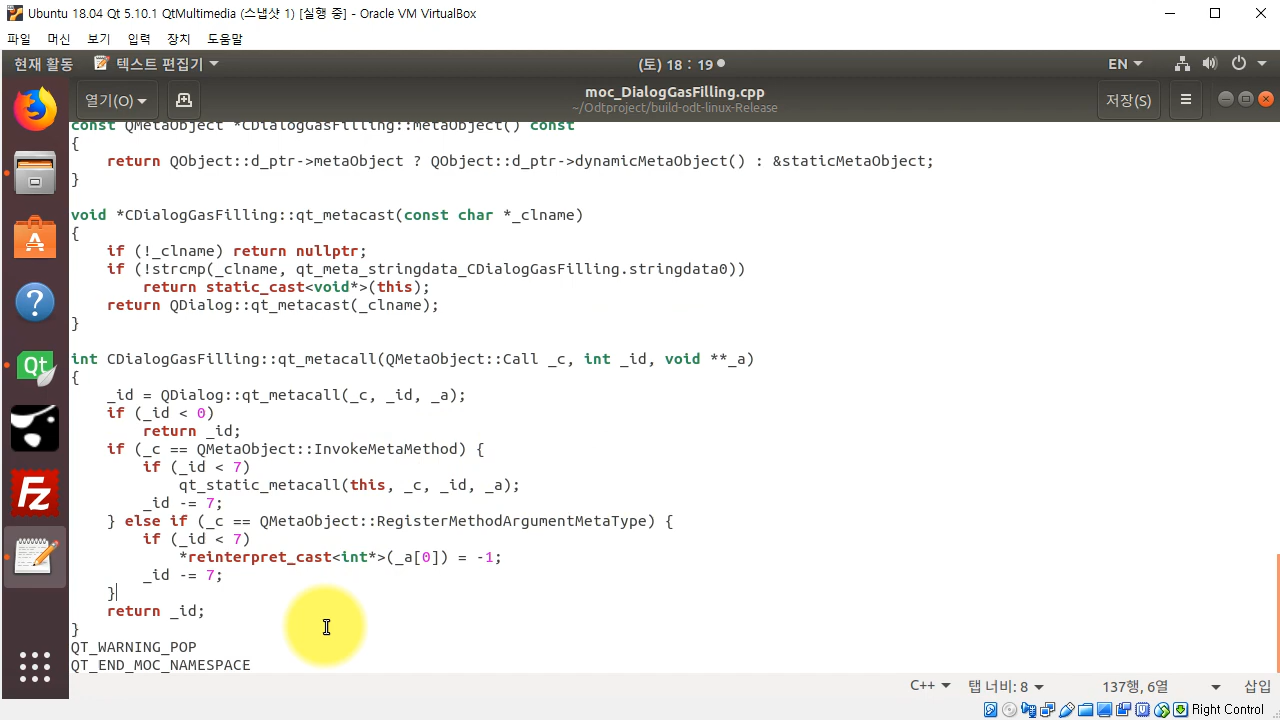 Ubuntu 18.04 Qt 5.10.1 QtMultimedia (스냅샷 1) [실행 중] - Oracle VM VirtualBox
파일 머신 보기 입력 장치 도움말
현재 활동 텍스트 편집기 (토) 18 : 19 EN
열기(O) moc_DialogGasFilling.cpp 저장(S)
~/Odtproject/build-odt-linux-Release
const QMetaObject *CDialogGasFilling::metaObject() const
{
    return QObject::d_ptr->metaObject ? QObject::d_ptr->dynamicMetaObject() : &staticMetaObject;
}
void *CDialogGasFilling::qt_metacast(const char *_clname)
{
    if (!_clname) return nullptr;
    if (!strcmp(_clname, qt_meta_stringdata_CDialogGasFilling.stringdata0))
        return static_cast<void*>(this);
    return QDialog::qt_metacast(_clname);
}
int CDialogGasFilling::qt_metacall(QMetaObject::Call _c, int _id, void **_a)
{
    _id = QDialog::qt_metacall(_c, _id, _a);
    if (_id < 0)
        return _id;
    if (_c == QMetaObject::InvokeMetaMethod) {
        if (_id < 7)
            qt_static_metacall(this, _c, _id, _a);
        _id -= 7;
    } else if (_c == QMetaObject::RegisterMethodArgumentMetaType) {
        if (_id < 7)
            *reinterpret_cast<int*>(_a[0]) = -1;
        _id -= 7;
    }
    return _id;
}
QT_WARNING_POP
QT_END_MOC_NAMESPACE
C++ 탭 너비: 8 137행, 6열 삽입
Right Control